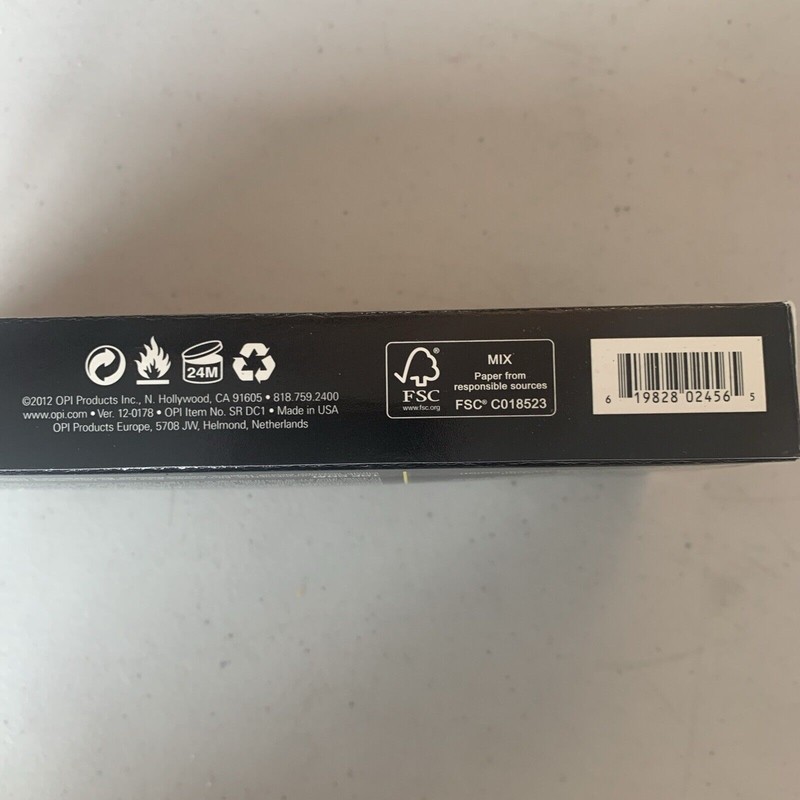 24M
©2012 OPI Products Inc., N. Hollywood, CA 91605 • 818.759.2400
www.opi.com • Ver. 12-0178 • OPI Item No. SR DC1 • Made in USA
OPI Products Europe, 5708 JW, Helmond, Netherlands
®
FSC
www.fsc.org
MIX
Paper from
responsible sources
FSC® C018523
6 19828 02456 5